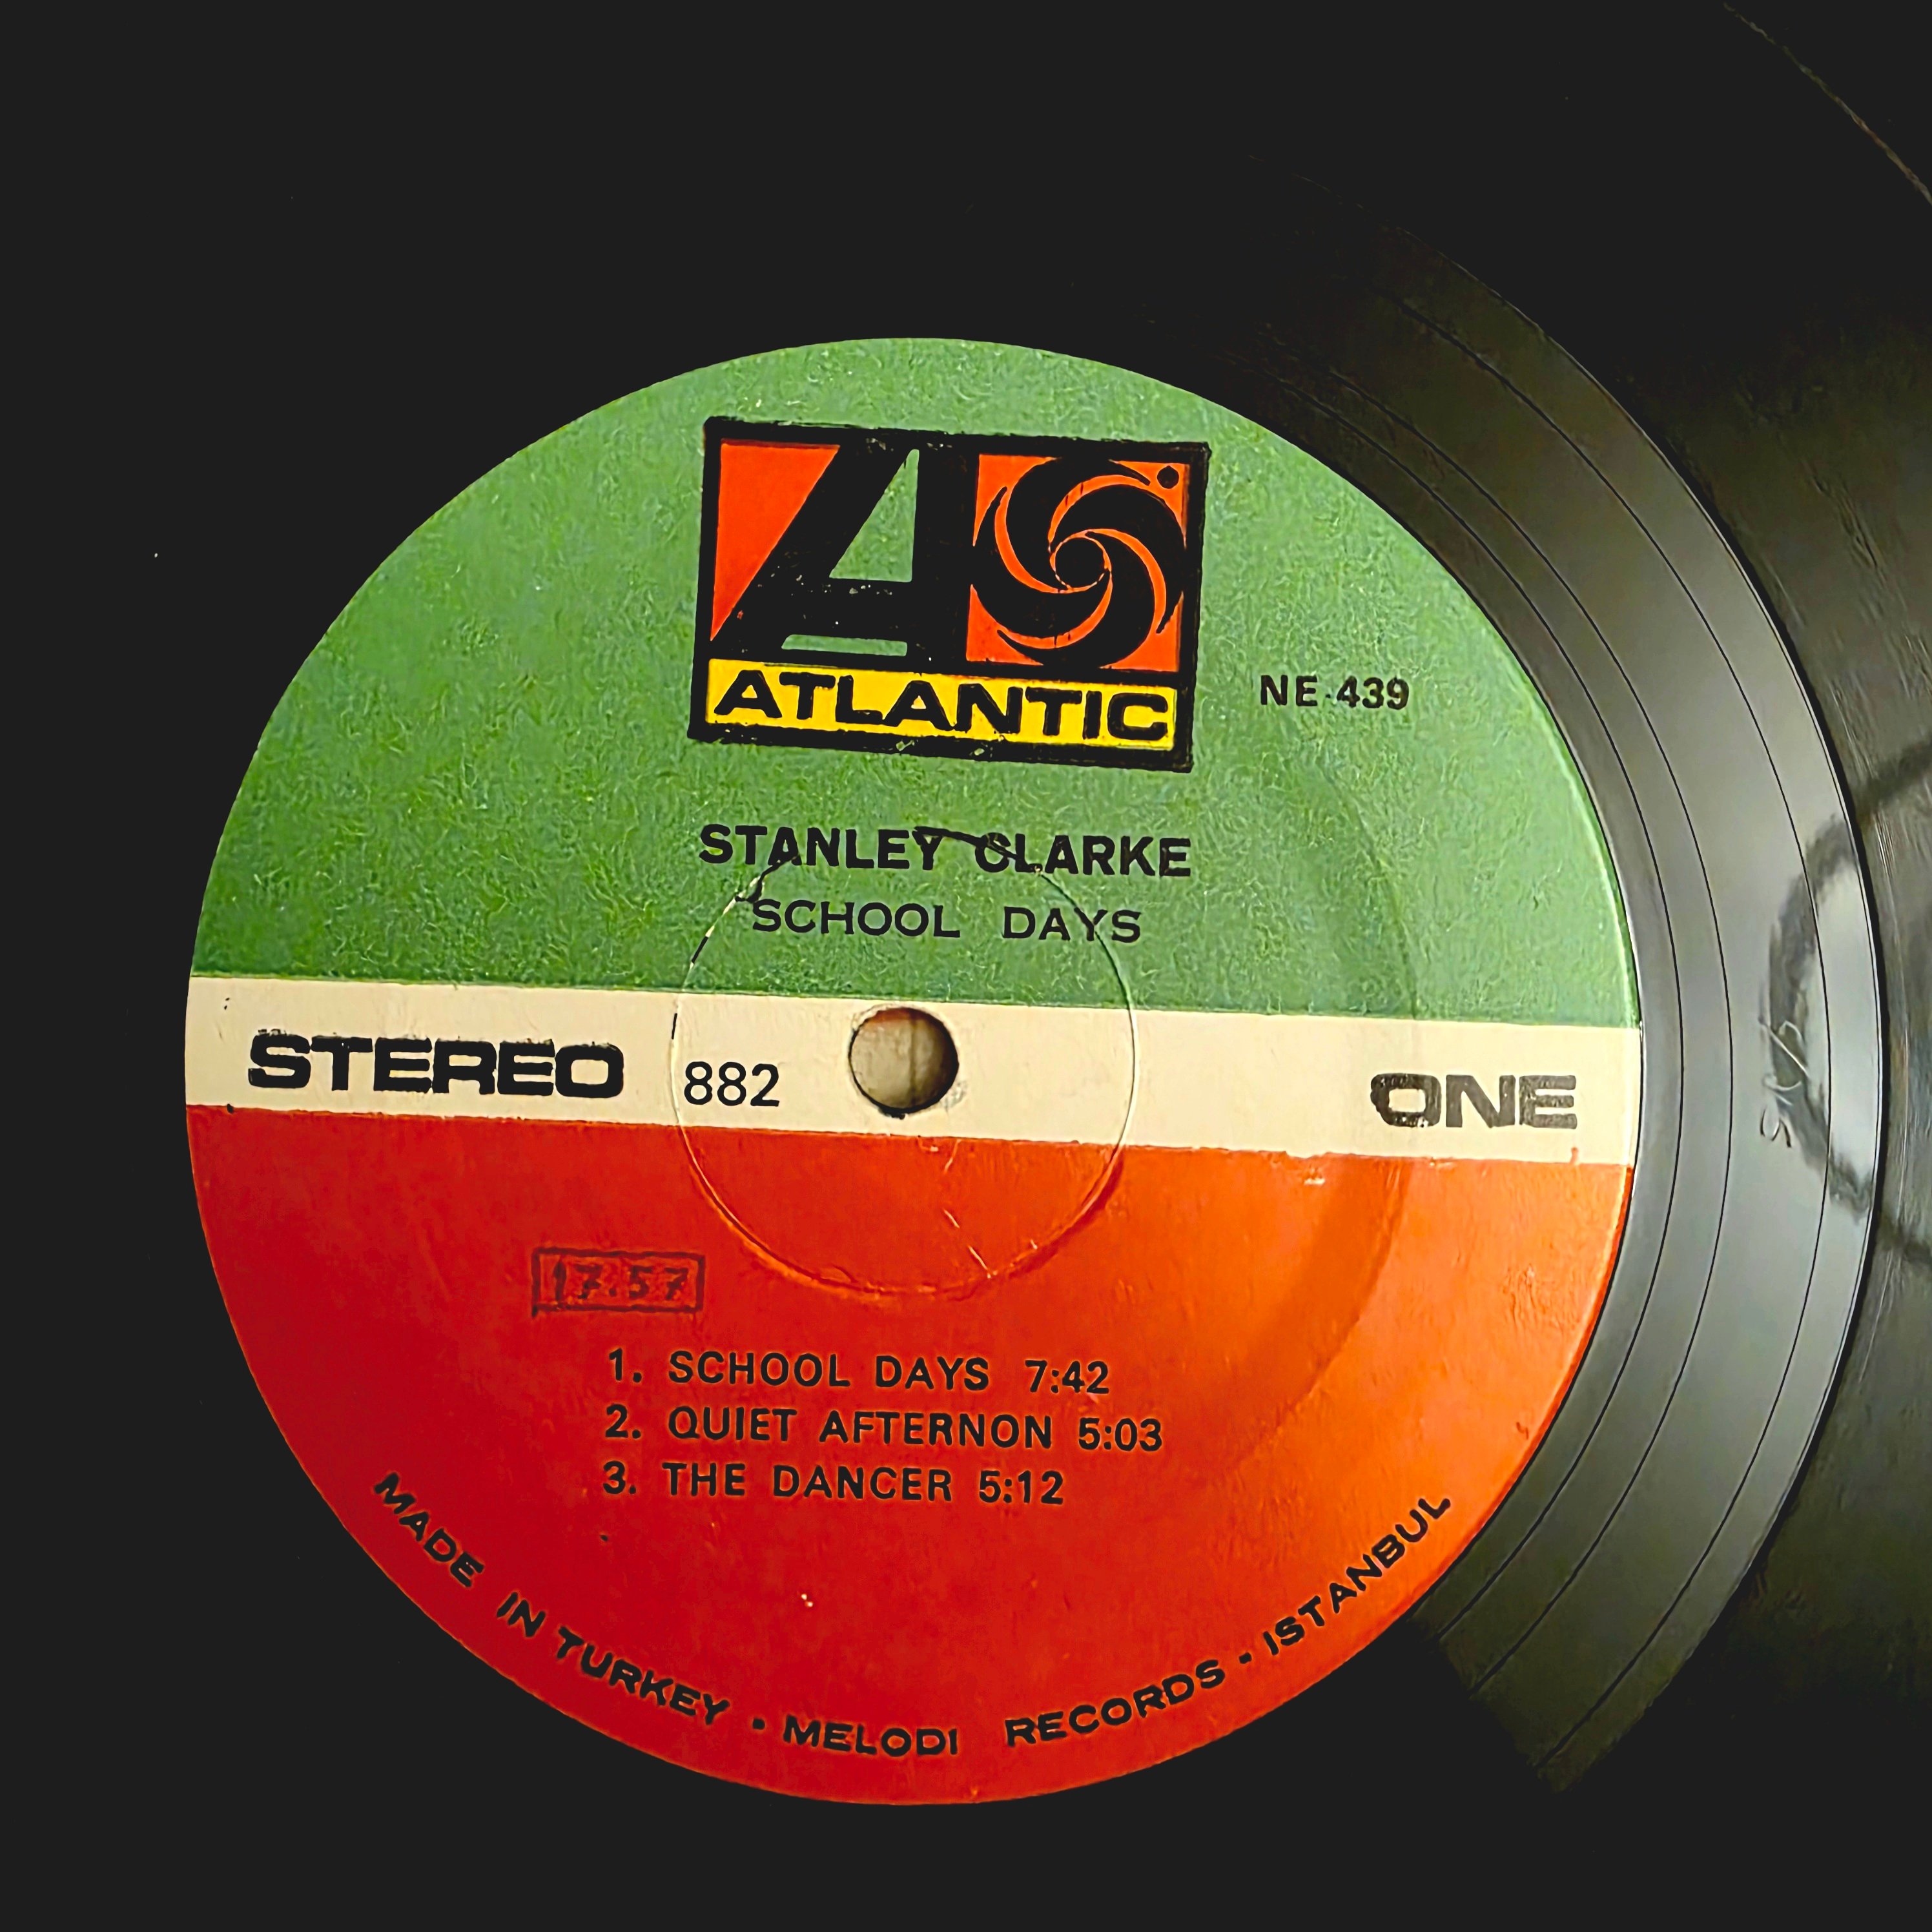 ATLANTIC
NE-439
STANLEY CLARKE
SCHOOL DAYS
STEREO 882 ONE
17.57
1. SCHOOL DAYS 7:42
2. QUIET AFTERNON 5:03
3. THE DANCER 5:12
MADE IN TURKEY · MELODI RECORDS · ISTANBUL